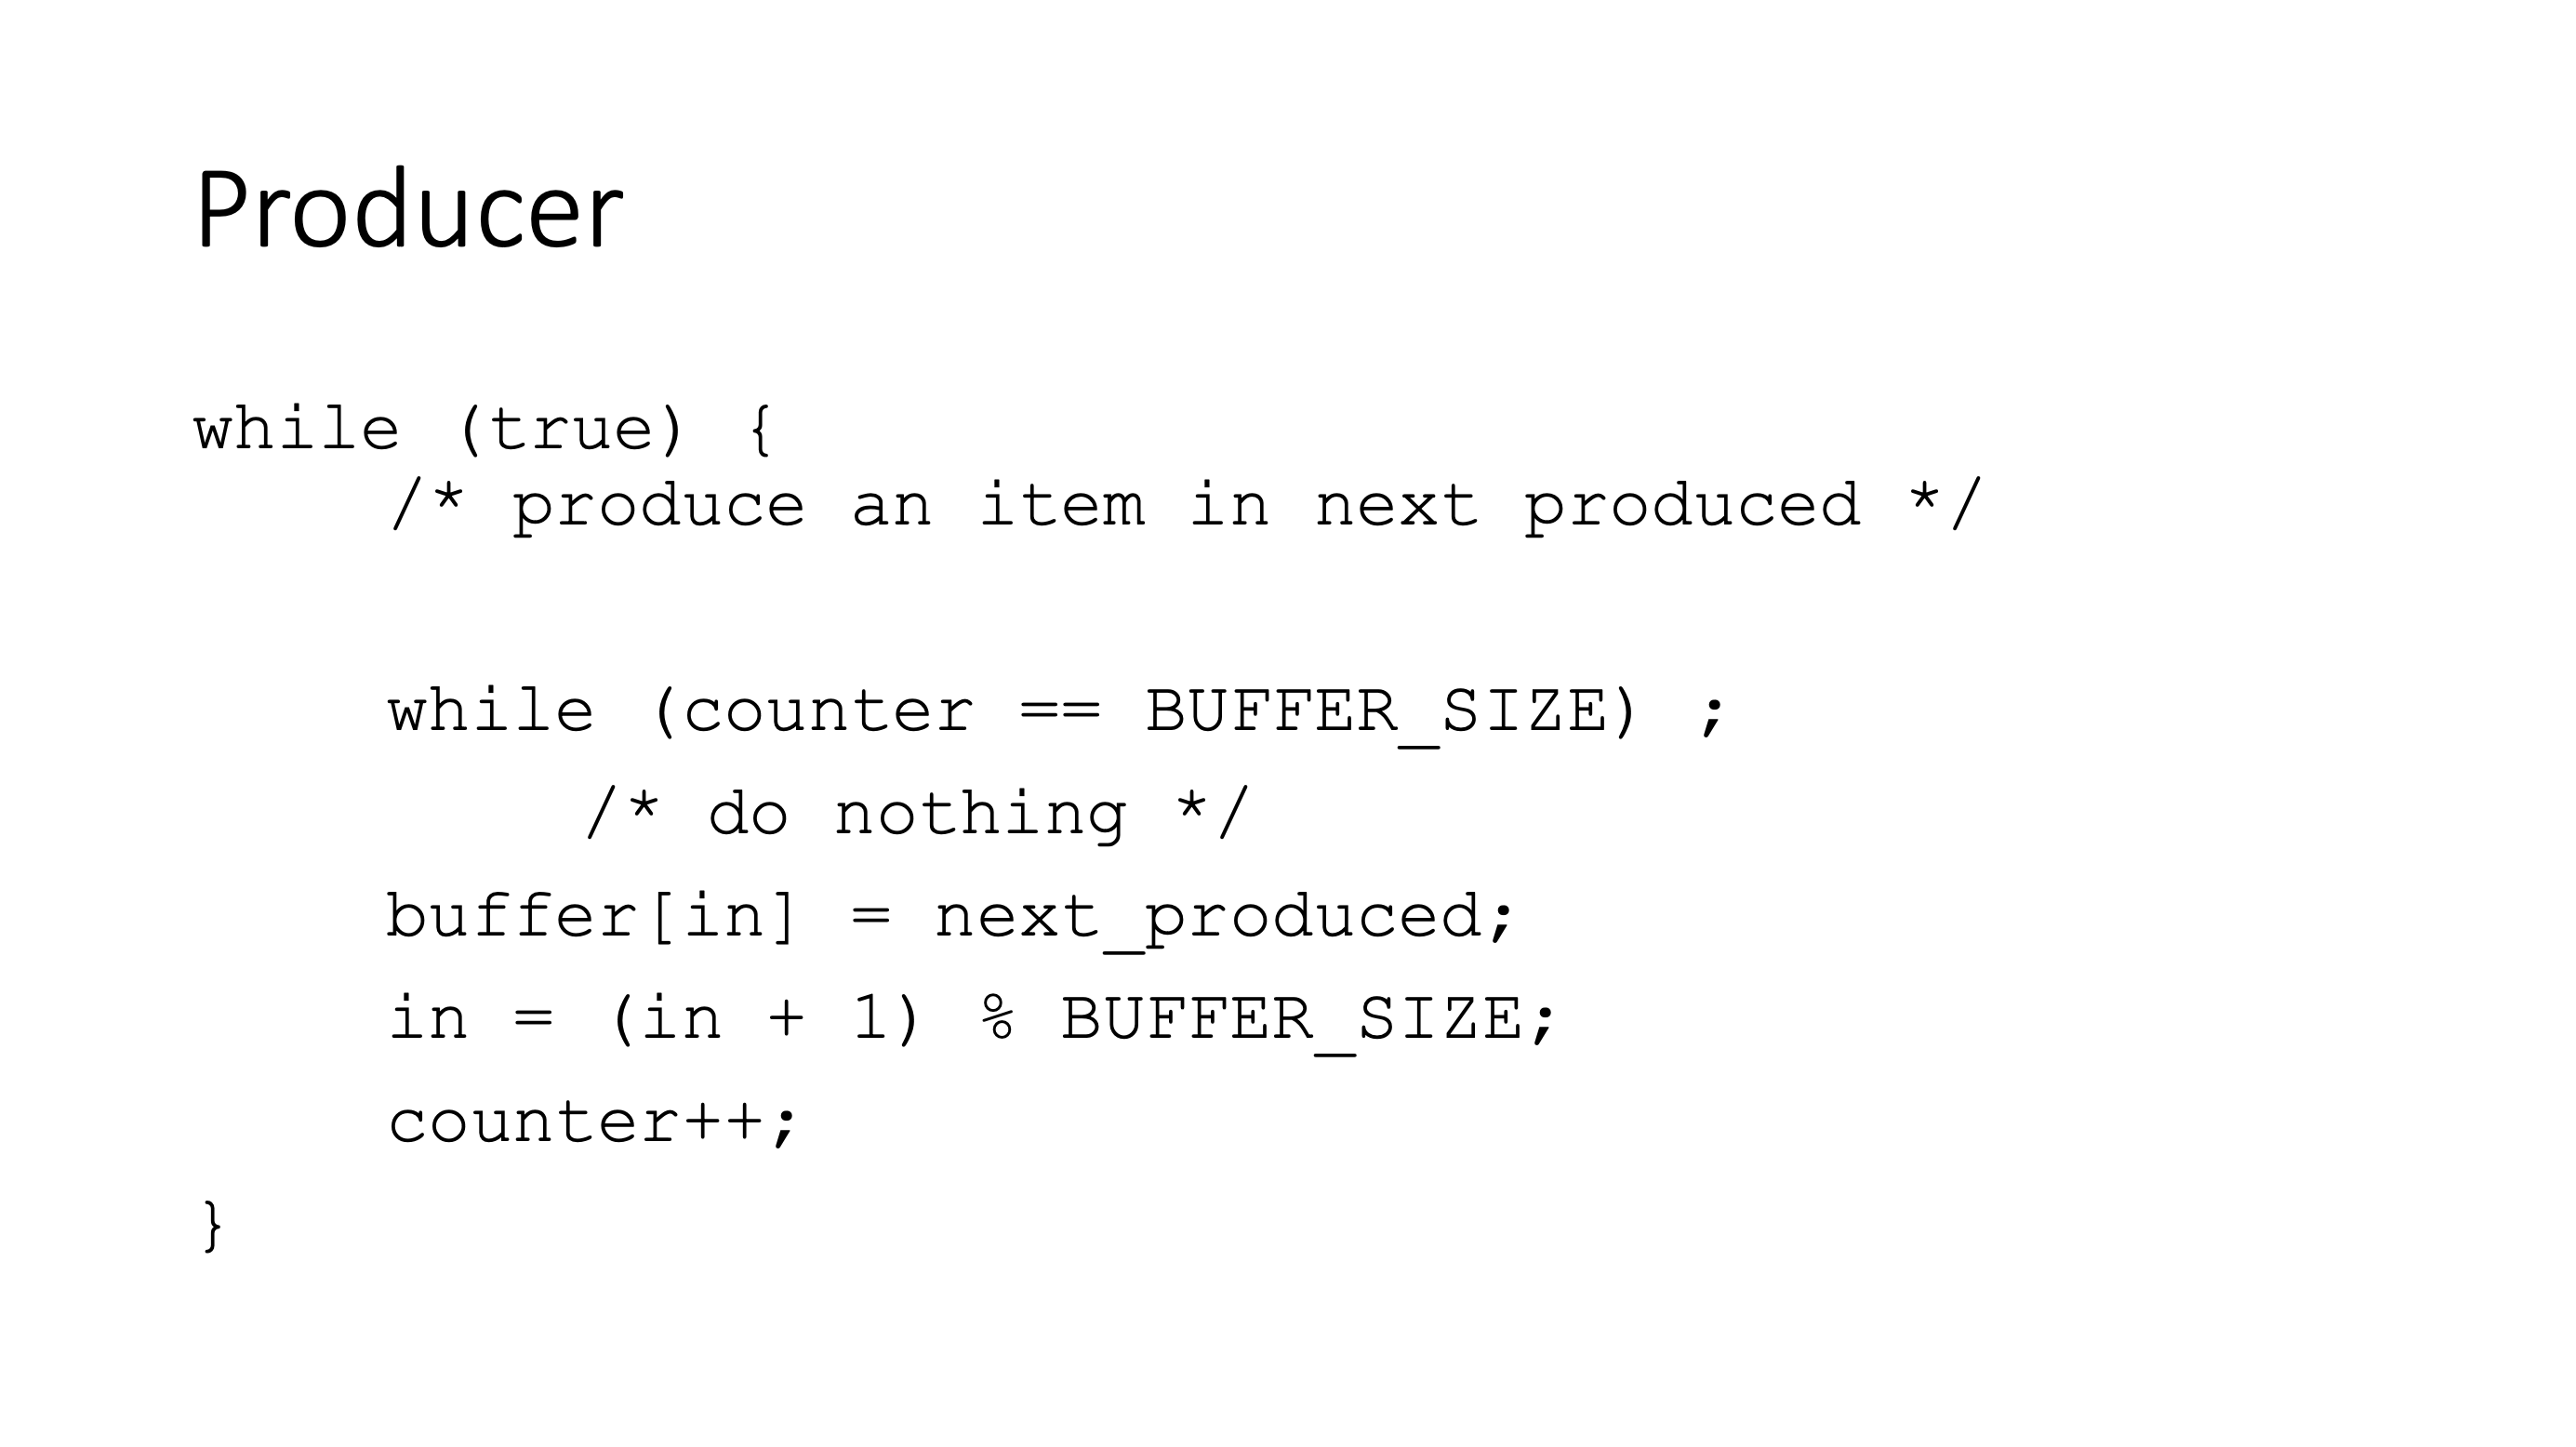 Producer
while (true) {
/* produce an item in next produced */
while (counter == BUFFER_SIZE) ;
/* do nothing */
buffer[in] = next_produced;
in = (in + 1) % BUFFER_SIZE;
counter++;
}